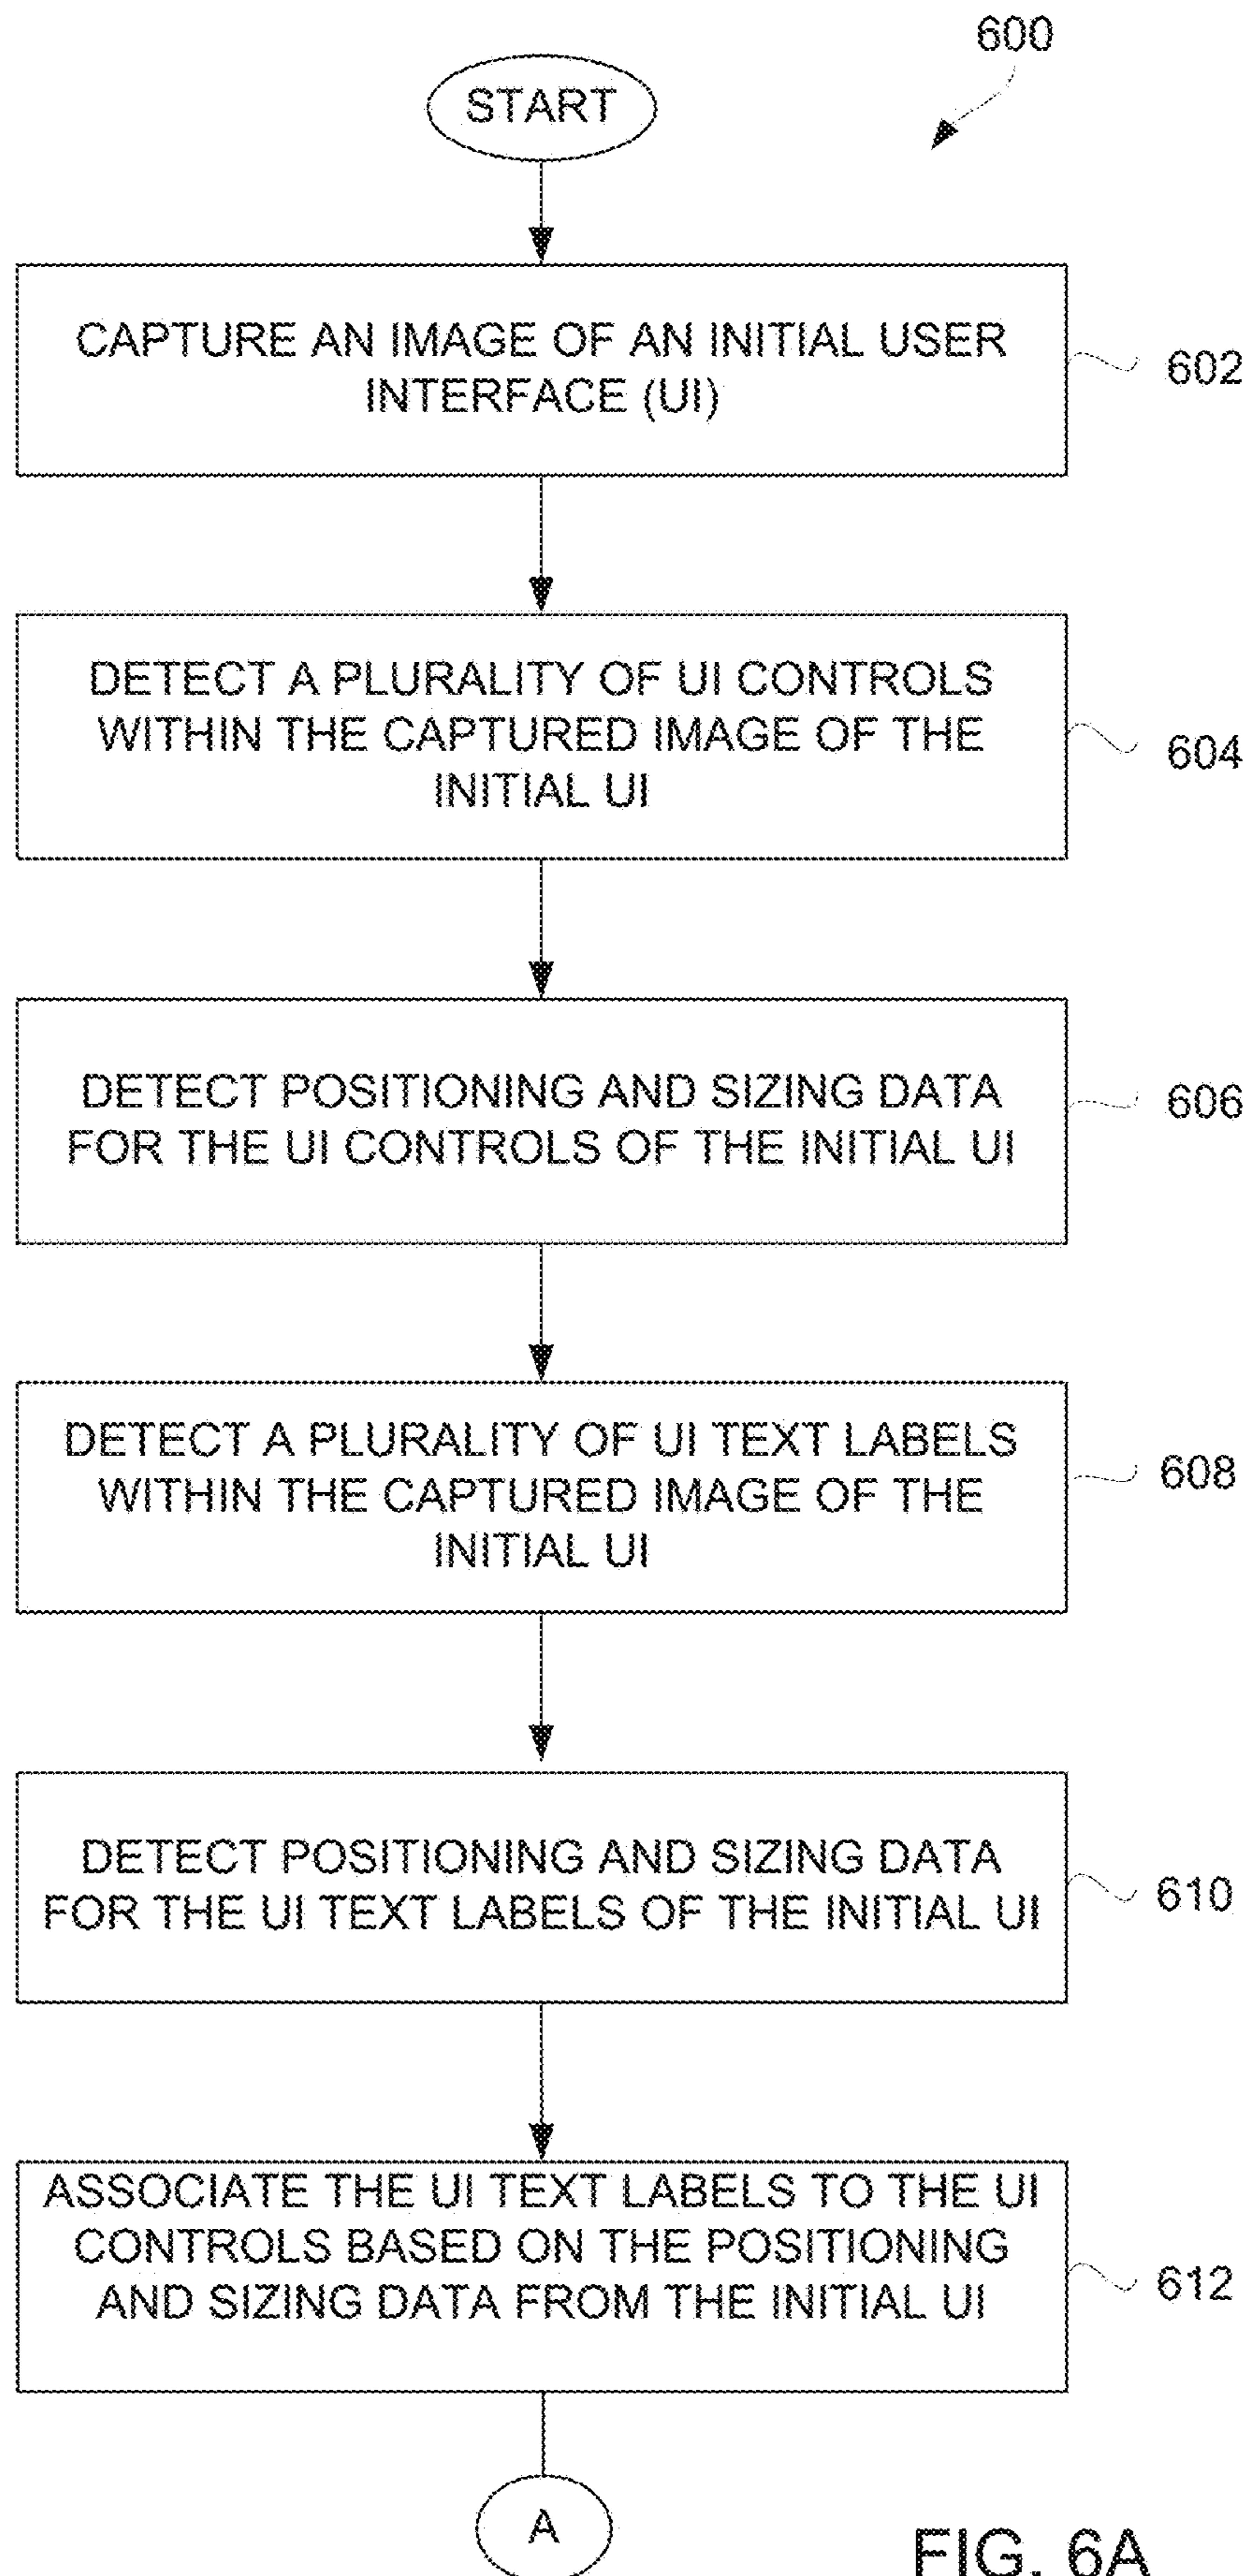 600
START
CAPTURE AN IMAGE OF AN INITIAL USER
INTERFACE (UI)
602
DETECT A PLURALITY OF UI CONTROLS
WITHIN THE CAPTURED IMAGE OF THE
INITIAL UI
604
DETECT POSITIONING AND SIZING DATA
FOR THE UI CONTROLS OF THE INITIAL UI
606
DETECT A PLURALITY OF UI TEXT LABELS
WITHIN THE CAPTURED IMAGE OF THE
INITIAL UI
608
DETECT POSITIONING AND SIZING DATA
FOR THE UI TEXT LABELS OF THE INITIAL UI
610
ASSOCIATE THE UI TEXT LABELS TO THE UI
CONTROLS BASED ON THE POSITIONING
AND SIZING DATA FROM THE INITIAL UI
612
A
FIG. 6A